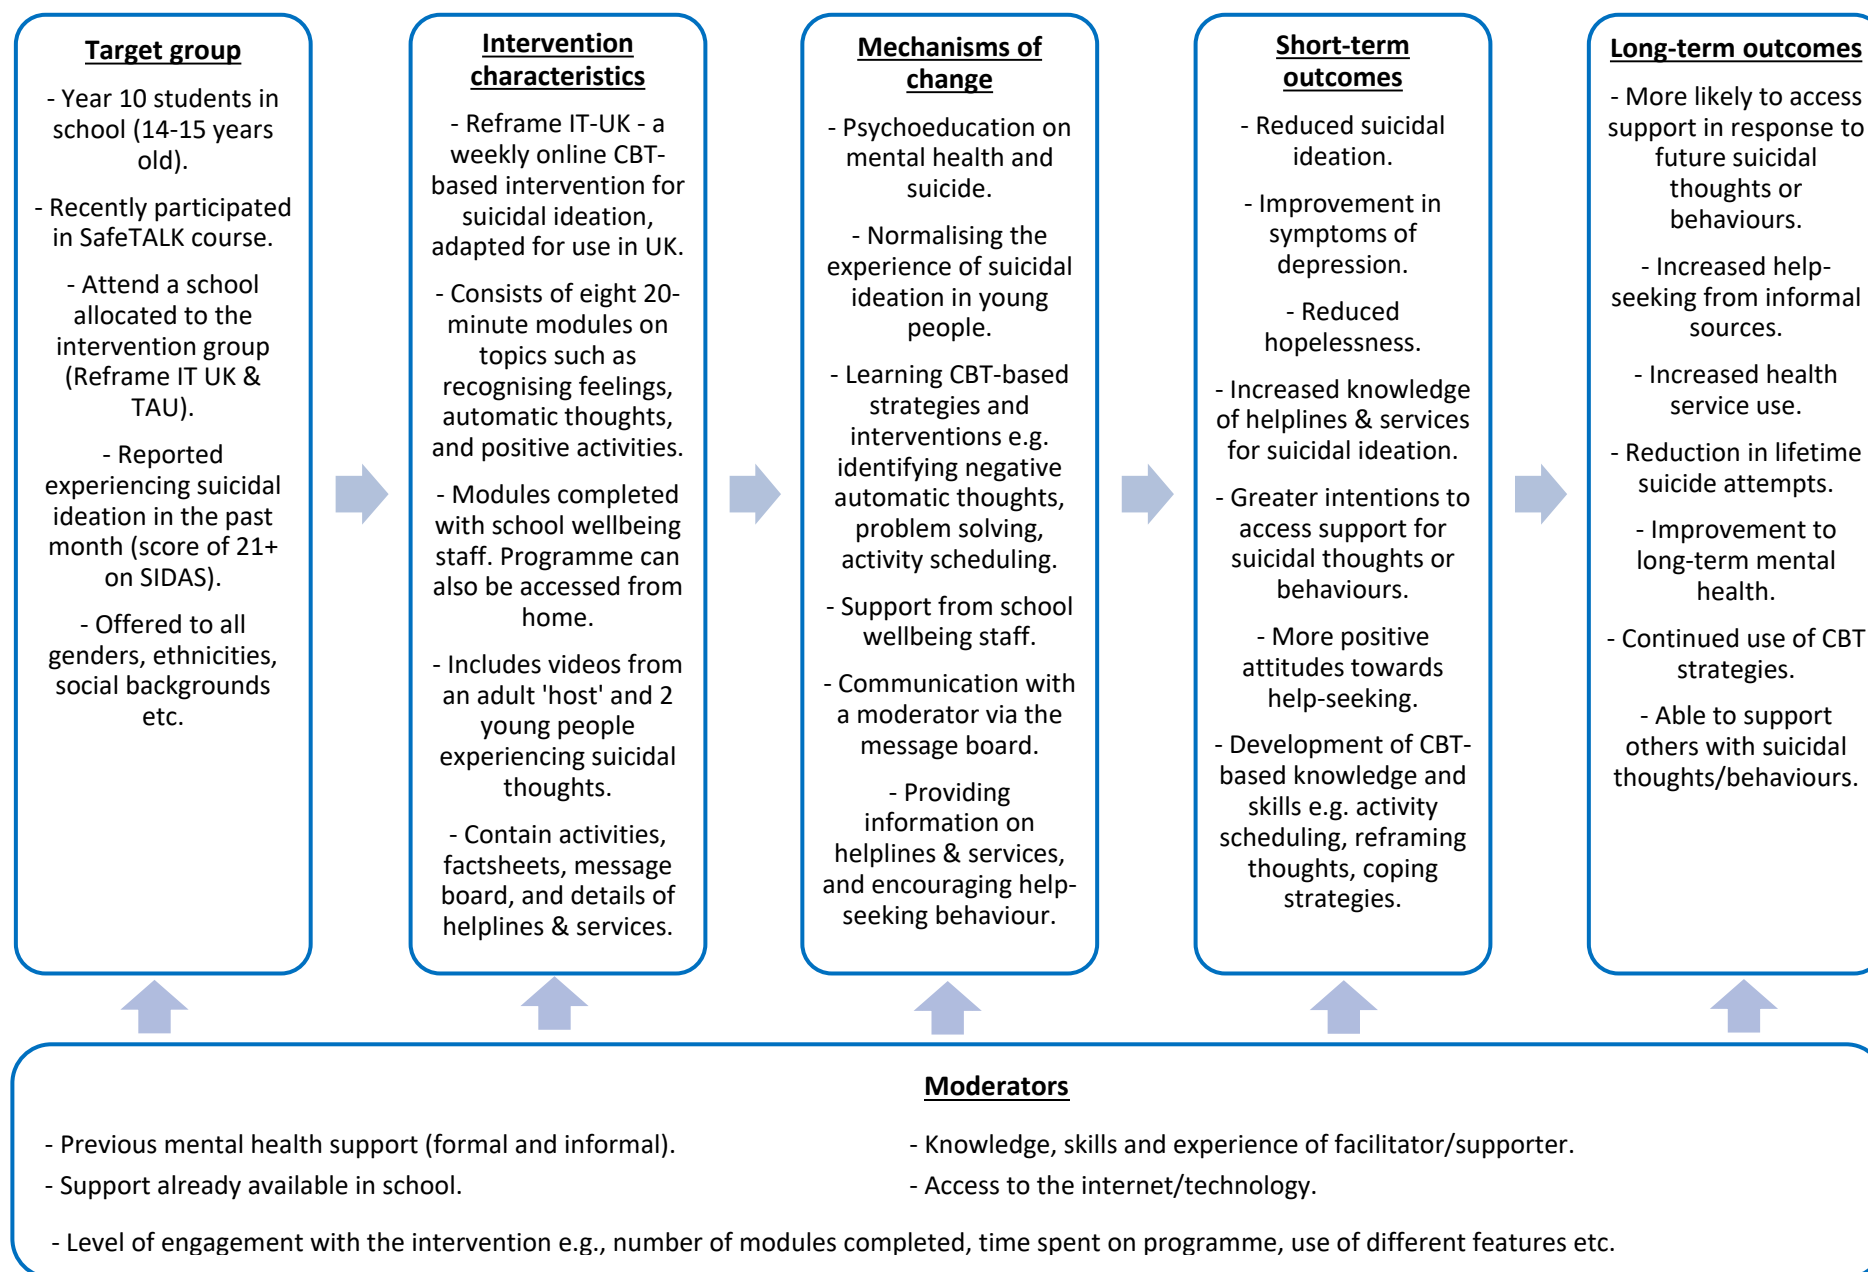 Target group
- Year 10 students in
school (14-15 years
old).
- Recently participated
in SafeTALK course.
- Attend a school
allocated to the
intervention group
(Reframe IT UK &
TAU).
- Reported
experiencing suicidal
ideation in the past
month (score of 21+
on SIDAS).
- Offered to all
genders, ethnicities,
social backgrounds
etc.
Intervention
characteristics
- Reframe IT-UK - a
weekly online CBT-
based intervention for
suicidal ideation,
adapted for use in UK.
- Consists of eight 20-
minute modules on
topics such as
recognising feelings,
automatic thoughts,
and positive activities.
- Modules completed
with school wellbeing
staff. Programme can
also be accessed from
home.
- Includes videos from
an adult 'host' and 2
young people
experiencing suicidal
thoughts.
- Contain activities,
factsheets, message
board, and details of
helplines & services.
Mechanisms of
change
- Psychoeducation on
mental health and
suicide.
- Normalising the
experience of suicidal
ideation in young
people.
- Learning CBT-based
strategies and
interventions e.g.
identifying negative
automatic thoughts,
problem solving,
activity scheduling.
- Support from school
wellbeing staff.
- Communication with
a moderator via the
message board.
- Providing
information on
helplines & services,
and encouraging help-
seeking behaviour.
Short-term
outcomes
- Reduced suicidal
ideation.
- Improvement in
symptoms of
depression.
- Reduced
hopelessness.
- Increased knowledge
of helplines & services
for suicidal ideation.
- Greater intentions to
access support for
suicidal thoughts or
behaviours.
- More positive
attitudes towards
help-seeking.
- Development of CBT-
based knowledge and
skills e.g. activity
scheduling, reframing
thoughts, coping
strategies.
Long-term outcomes
- More likely to access
support in response to
future suicidal
thoughts or
behaviours.
- Increased help-
seeking from informal
sources.
- Increased health
service use.
- Reduction in lifetime
suicide attempts.
- Improvement to
long-term mental
health.
- Continued use of CBT
strategies.
- Able to support
others with suicidal
thoughts/behaviours.
Moderators
- Previous mental health support (formal and informal).
- Knowledge, skills and experience of facilitator/supporter.
- Support already available in school.
- Access to the internet/technology.
- Level of engagement with the intervention e.g., number of modules completed, time spent on programme, use of different features etc.